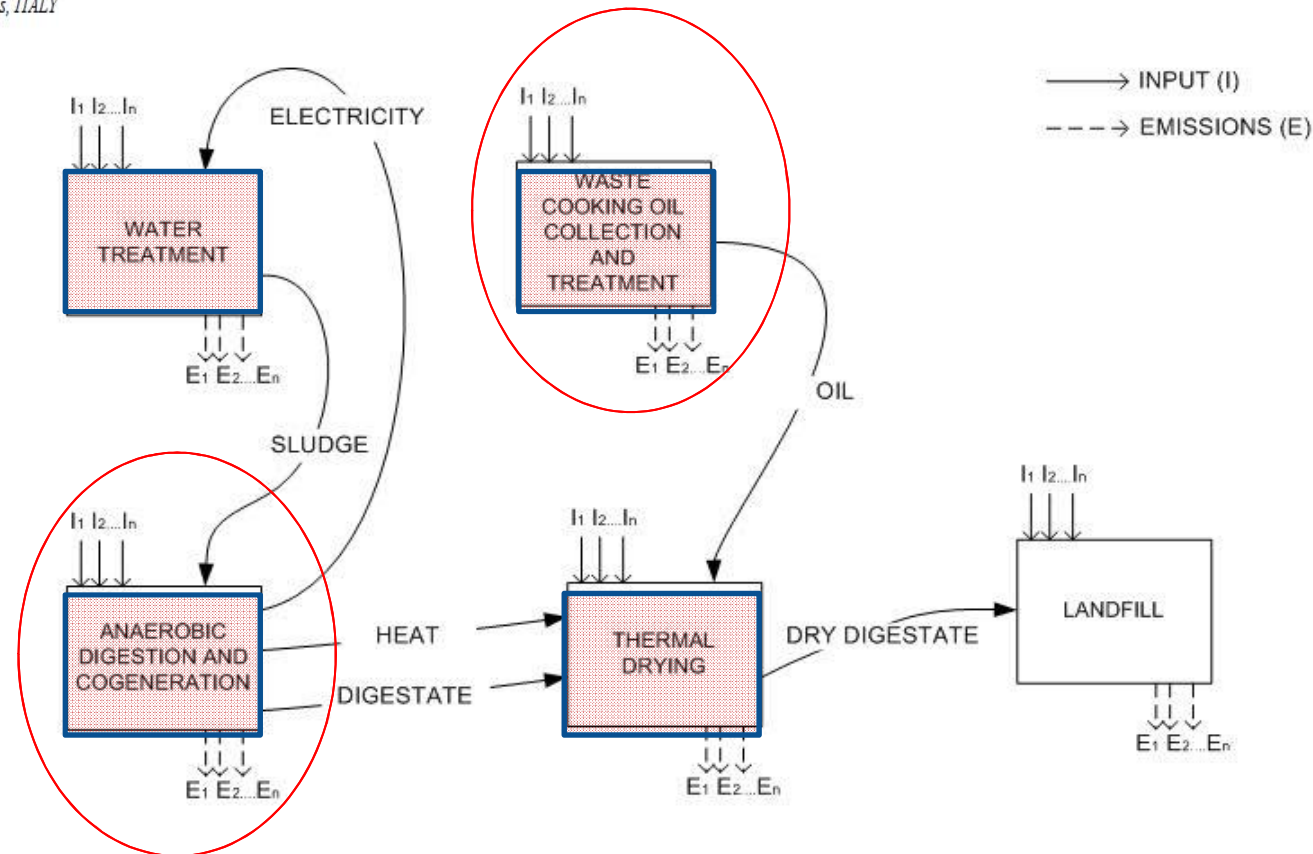 s, ITALY
I1 I2....In
ELECTRICITY
I1 I2....In
INPUT (I)
EMISSIONS (E)
WATER
TREATMENT
WASTE
COOKING OIL
COLLECTION
AND
TREATMENT
E1 E2....En
E1 E2....En
OIL
SLUDGE
I1 I2....In
I1 I2....In
I1 I2....In
ANAEROBIC
DIGESTION AND
COGENERATION
HEAT
DIGESTATE
THERMAL
DRYING
DRY DIGESTATE
LANDFILL
E1 E2....En
E1 E2....En
E1 E2....En